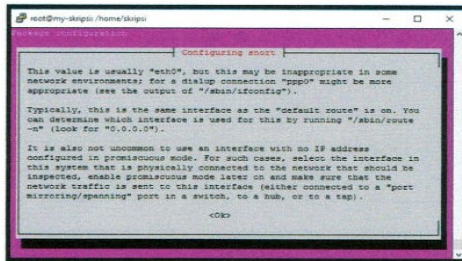 root@my-skripsi: /home/skripsi
Package configuration
Configuring snort
This value is usually "eth0", but this may be inappropriate in some
network environments; for a dialup connection "ppp0" might be more
appropriate (see the output of "/sbin/ifconfig").
Typically, this is the same interface as the "default route" is on. You
can determine which interface is used for this by running "/sbin/route
-n" (look for "0.0.0.0").
It is also not uncommon to use an interface with no IP address
configured in promiscuous mode. For such cases, select the interface in
this system that is physically connected to the network that should be
inspected, enable promiscuous mode later on and make sure that the
network traffic is sent to this interface (either connected to a "port
mirroring/spanning" port in a switch, to a hub, or to a tap).
<Ok>